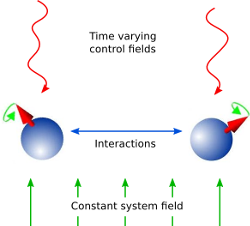 Time varying
control fields
Interactions
Constant system field